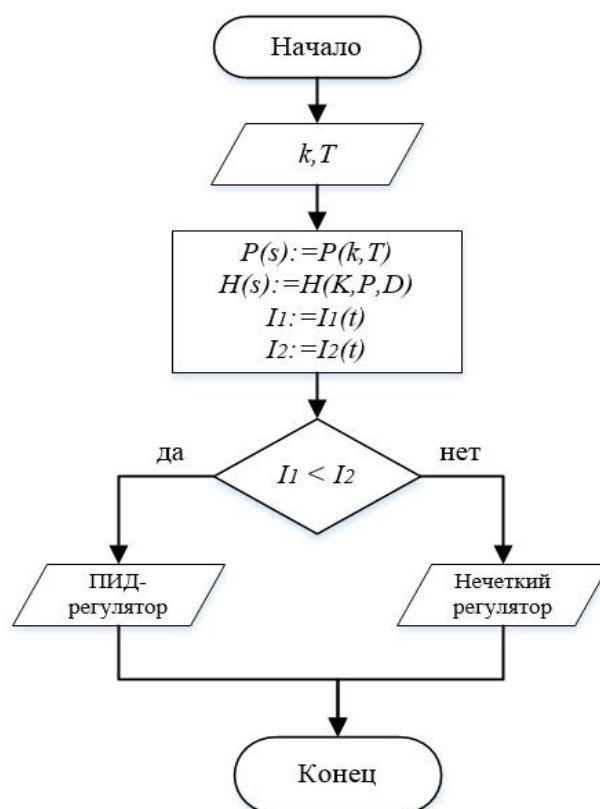 Начало
k,T
P(s):=P(k,T)
H(s):=H(K,P,D)
I1:=I1(t)
I2:=I2(t)
да
I1 < I2
нет
ПИД-
регулятор
Нечеткий
регулятор
Конец